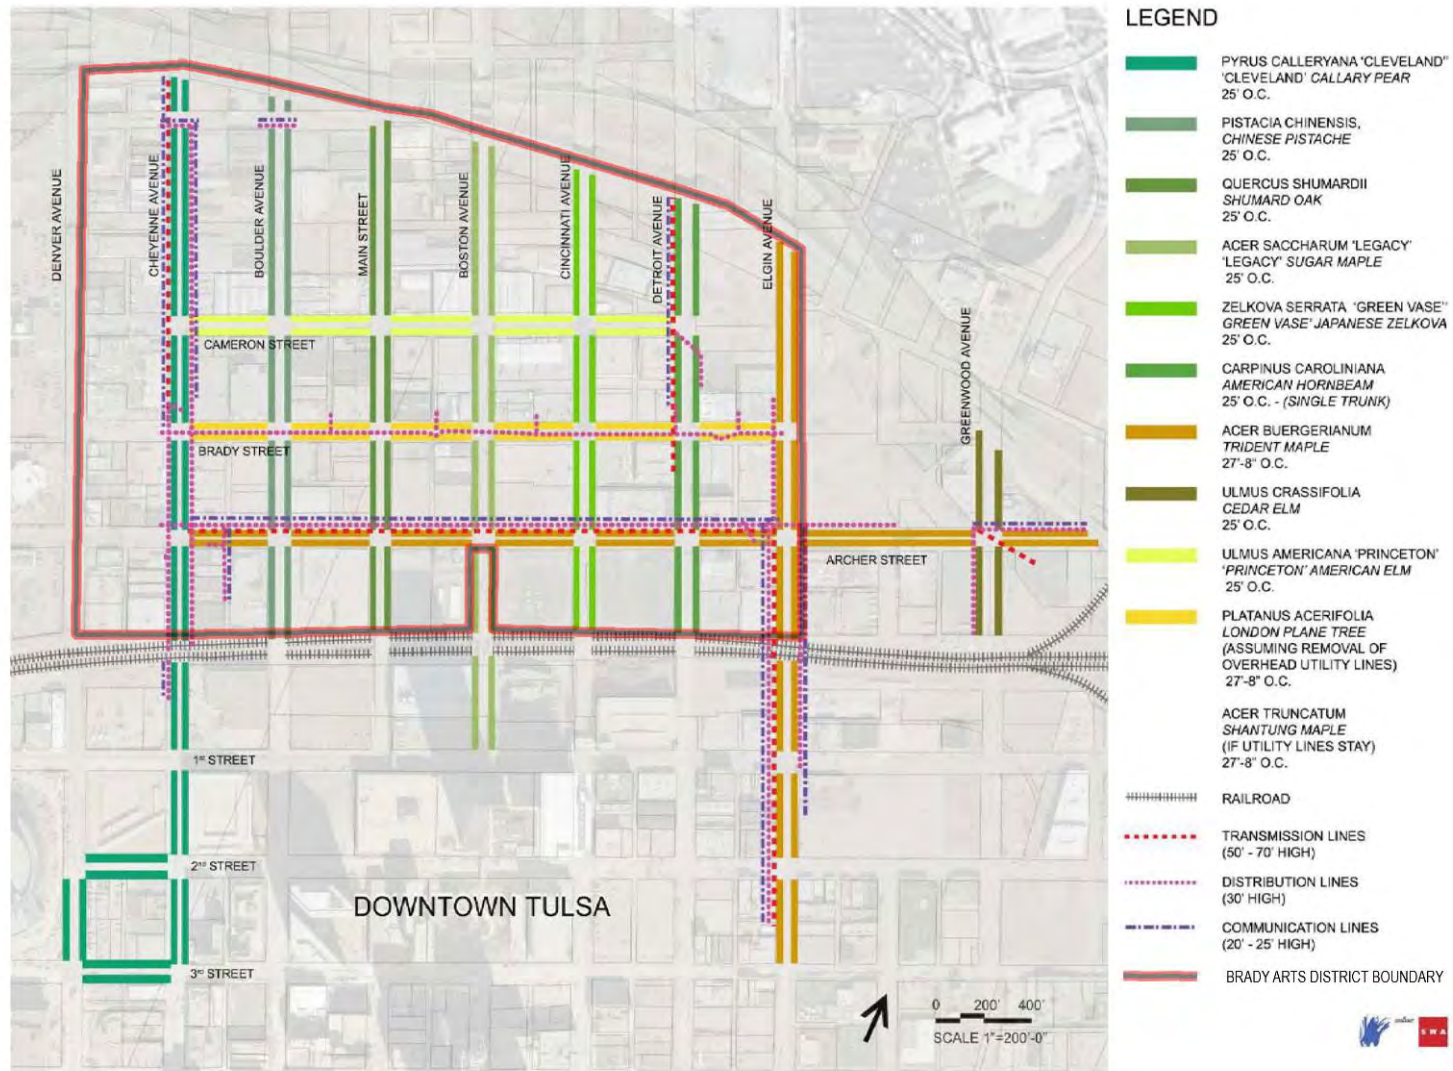 LEGEND
PYRUS CALLERYANA 'CLEVELAND"
'CLEVELAND' CALLARY PEAR
25' O.C.
PISTACIA CHINENSIS,
CHINESE PISTACHE
25' O.C.
QUERCUS SHUMARDII
SHUMARD OAK
25' O.C.
ACER SACCHARUM 'LEGACY'
'LEGACY' SUGAR MAPLE
25' O.C.
ZELKOVA SERRATA 'GREEN VASE"
GREEN VASE' JAPANESE ZELKOVA
25' O.C.
CARPINUS CAROLINIANA
AMERICAN HORNBEAM
25' O.C. - (SINGLE TRUNK)
ACER BUERGERIANUM
TRIDENT MAPLE
27'-8" O.C.
ULMUS CRASSIFOLIA
CEDAR ELM
25' O.C.
ULMUS AMERICANA 'PRINCETON'
'PRINCETON' AMERICAN ELM
25' O.C.
PLATANUS ACERIFOLIA
LONDON PLANE TREE
(ASSUMING REMOVAL OF
OVERHEAD UTILITY LINES)
27'-8" O.C.
ACER TRUNCATUM
SHANTUNG MAPLE
(IF UTILITY LINES STAY)
27'-8" O.C.
RAILROAD
TRANSMISSION LINES
(50' - 70' HIGH)
DISTRIBUTION LINES
(30' HIGH)
COMMUNICATION LINES
(20' - 25' HIGH)
BRADY ARTS DISTRICT BOUNDARY
SWA
DENVER AVENUE
CHEYENNE AVENUE
BOULDER AVENUE
MAIN STREET
BOSTON AVENUE
CINCINNATI AVENUE
DETROIT AVENUE
ELGIN AVENUE
GREENWOOD AVENUE
CAMERON STREET
BRADY STREET
ARCHER STREET
1st STREET
2nd STREET
3rd STREET
DOWNTOWN TULSA
0 200' 400'
SCALE 1"=200'-0"